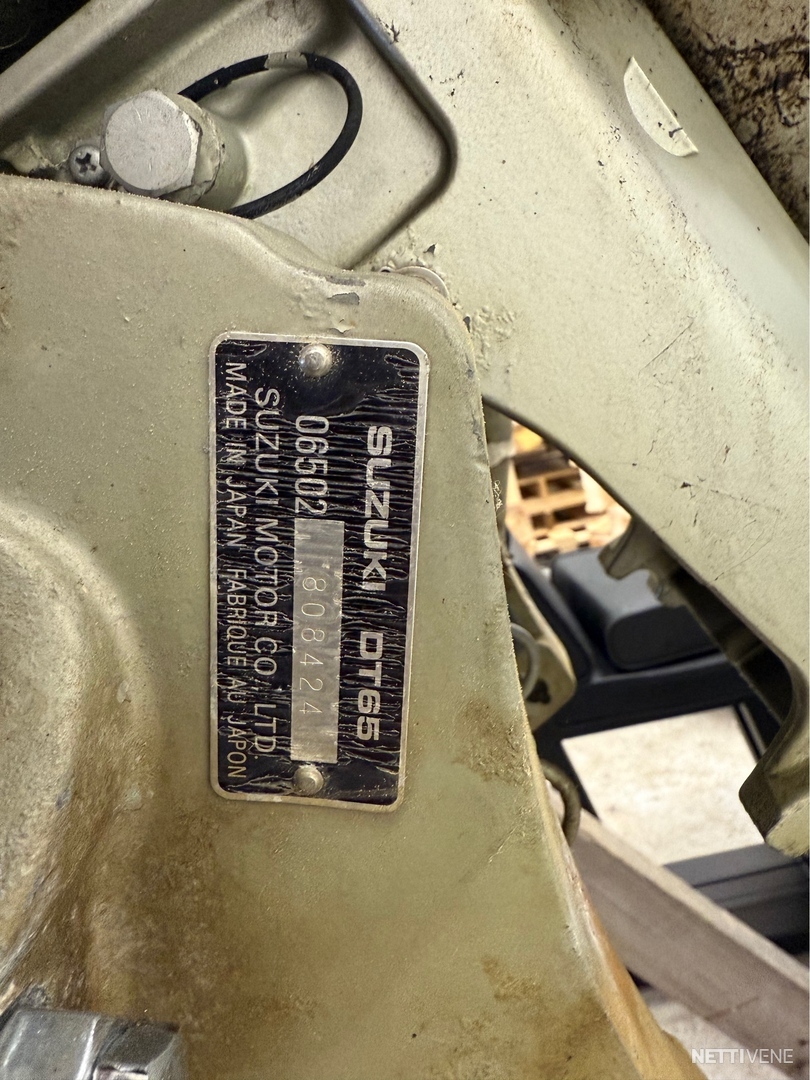 SUZUKI DT65
06502 808424
SUZUKI MOTOR CO., LTD.
MADE IN JAPAN FABRIQUE AU JAPON
NETTIVENE